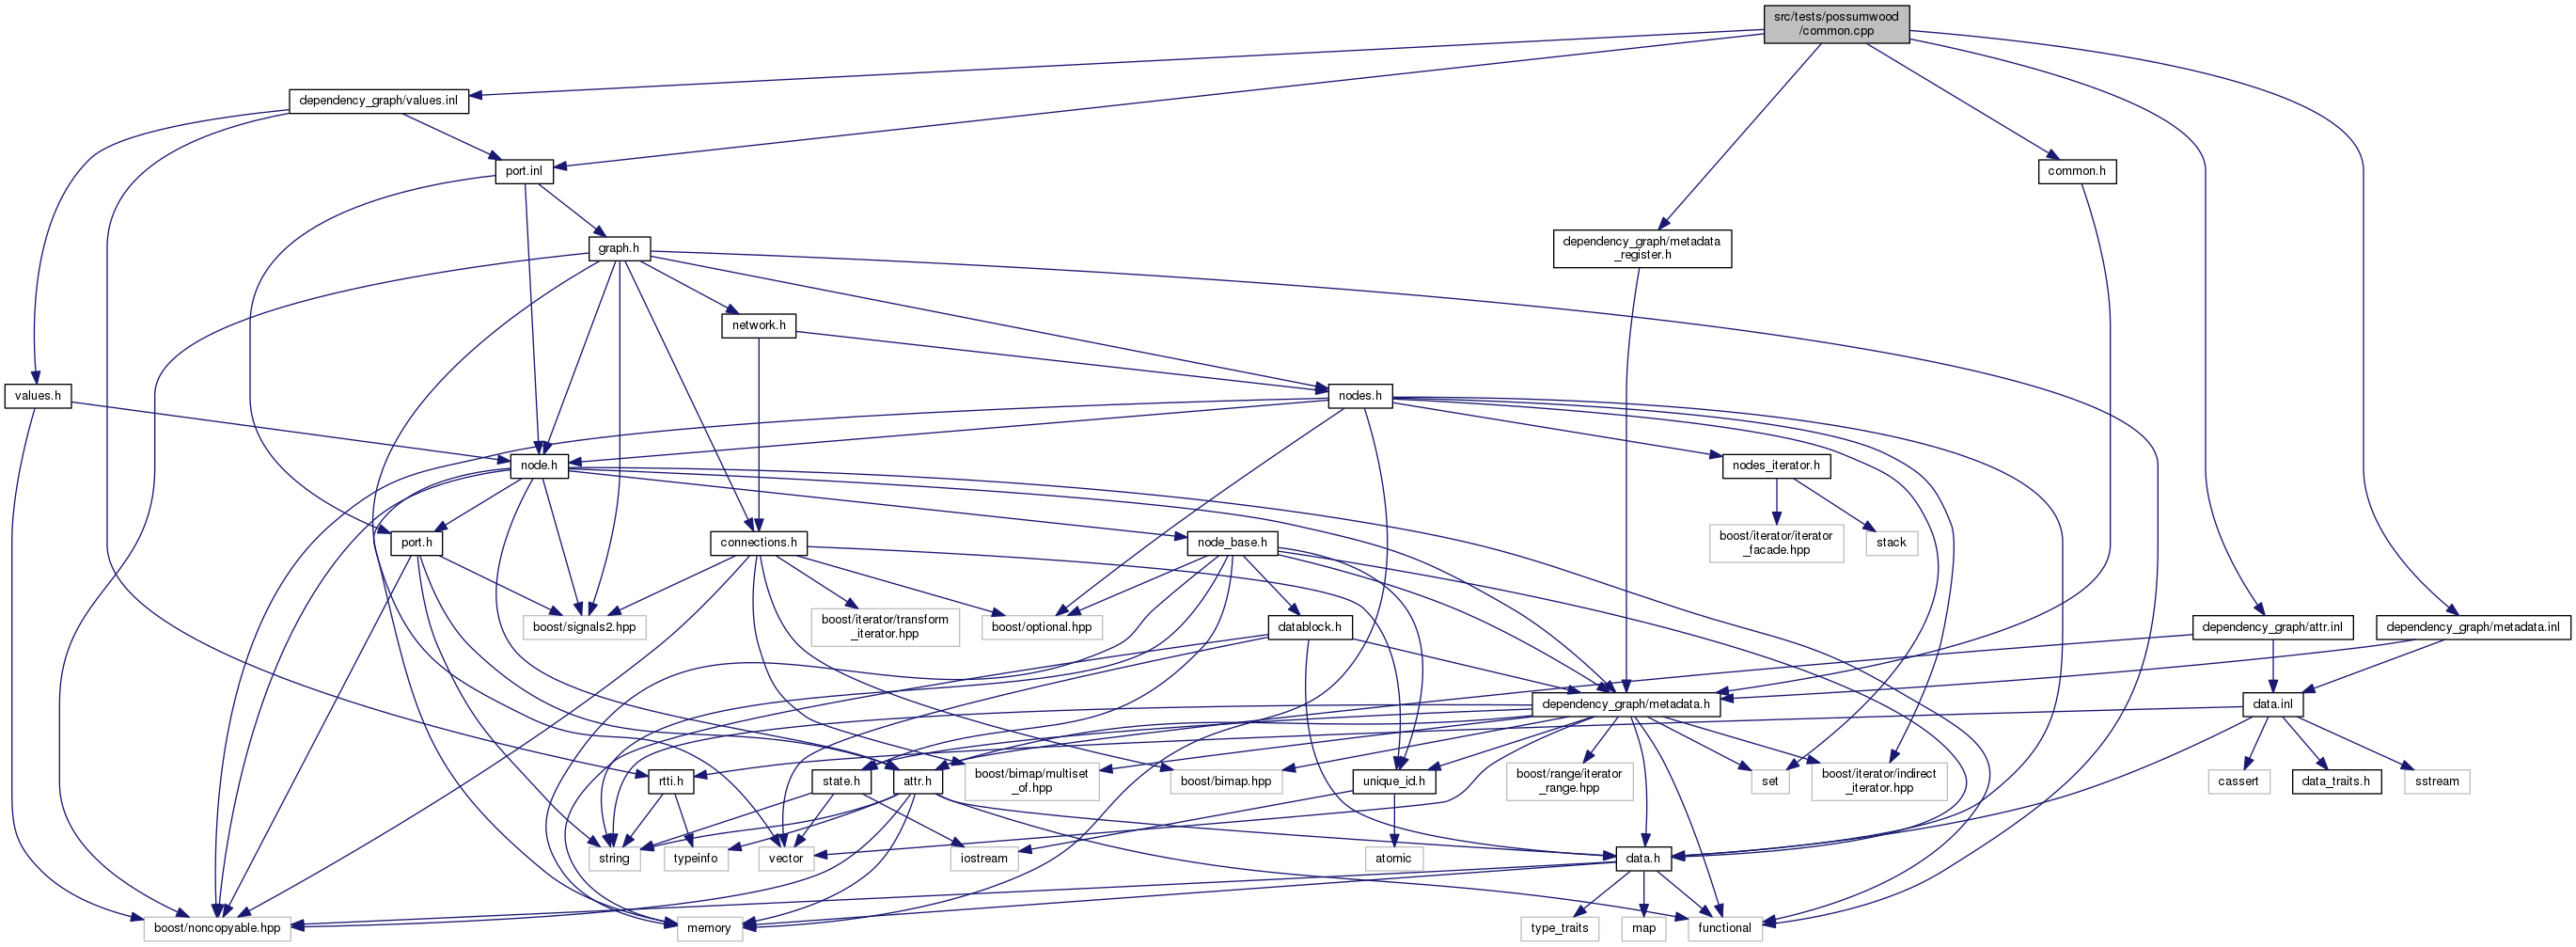 src/tests/possumwood
/common.cpp
dependency_graph/values.inl
port.inl
common.h
graph.h
dependency_graph/metadata
_register.h
network.h
values.h
nodes.h
node.h
nodes_iterator.h
port.h
connections.h
node_base.h
boost/iterator/iterator
_facade.hpp
stack
boost/signals2.hpp
boost/iterator/transform
_iterator.hpp
boost/optional.hpp
datablock.h
dependency_graph/attr.inl
dependency_graph/metadata.inl
dependency_graph/metadata.h
data.inl
rtti.h
state.h
attr.h
boost/bimap/multiset
_of.hpp
boost/bimap.hpp
unique_id.h
boost/range/iterator
_range.hpp
set
boost/iterator/indirect
_iterator.hpp
cassert
data_traits.h
sstream
string
typeinfo
vector
iostream
atomic
data.h
boost/noncopyable.hpp
memory
type_traits
map
functional